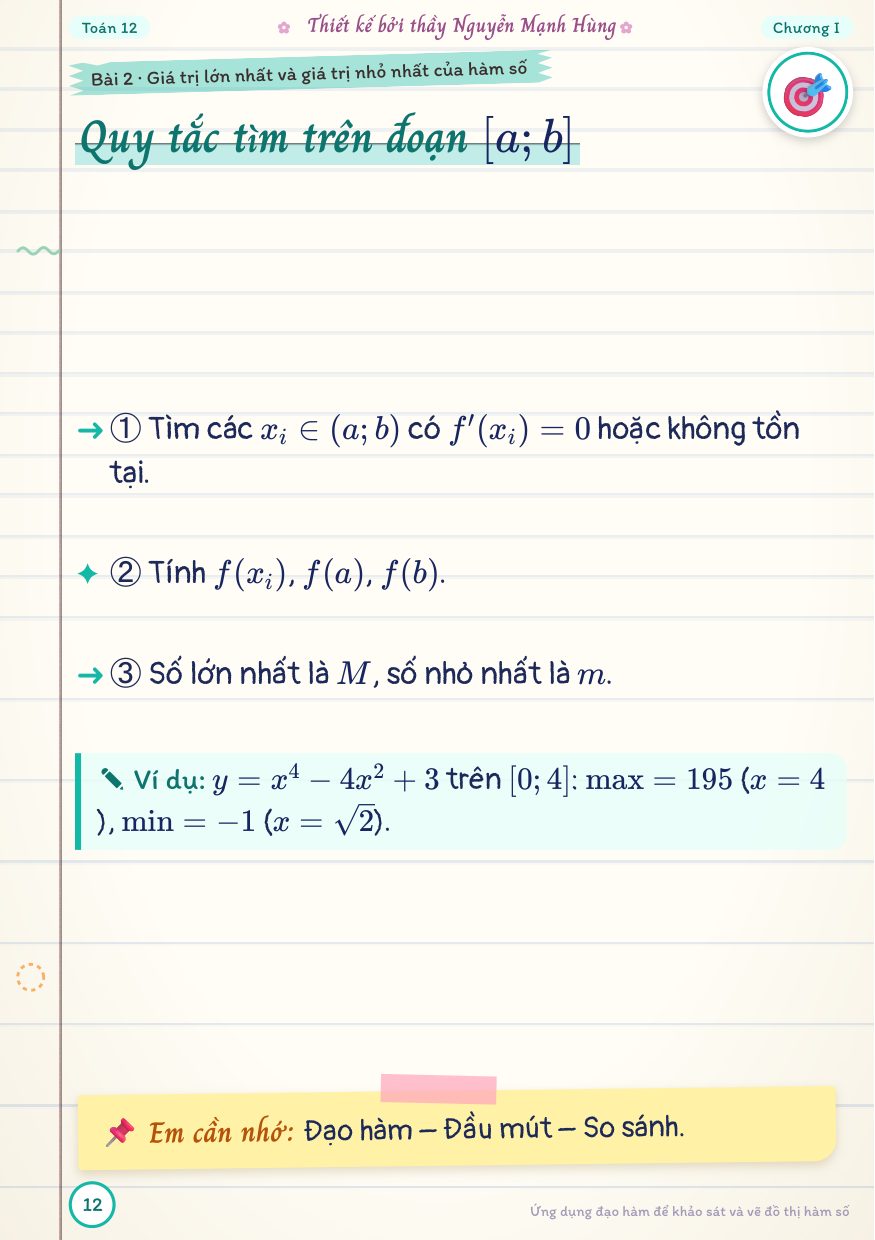 Toán 12
Thiết kế bởi thầy Nguyễn Mạnh Hùng
Chương I
Bài 2 · Giá trị lớn nhất và giá trị nhỏ nhất của hàm số
Quy tắc tìm trên đoạn [a; b]
→ ① Tìm các xᵢ ∈ (a; b) có f′(xᵢ) = 0 hoặc không tồn
tại.
✦ ② Tính f(xᵢ), f(a), f(b).
→ ③ Số lớn nhất là M, số nhỏ nhất là m.
Ví dụ: y = x⁴ − 4x² + 3 trên [0; 4]: max = 195 (x = 4
), min = −1 (x = √2).
Em cần nhớ: Đạo hàm – Đầu mút – So sánh.
12
Ứng dụng đạo hàm để khảo sát và vẽ đồ thị hàm số